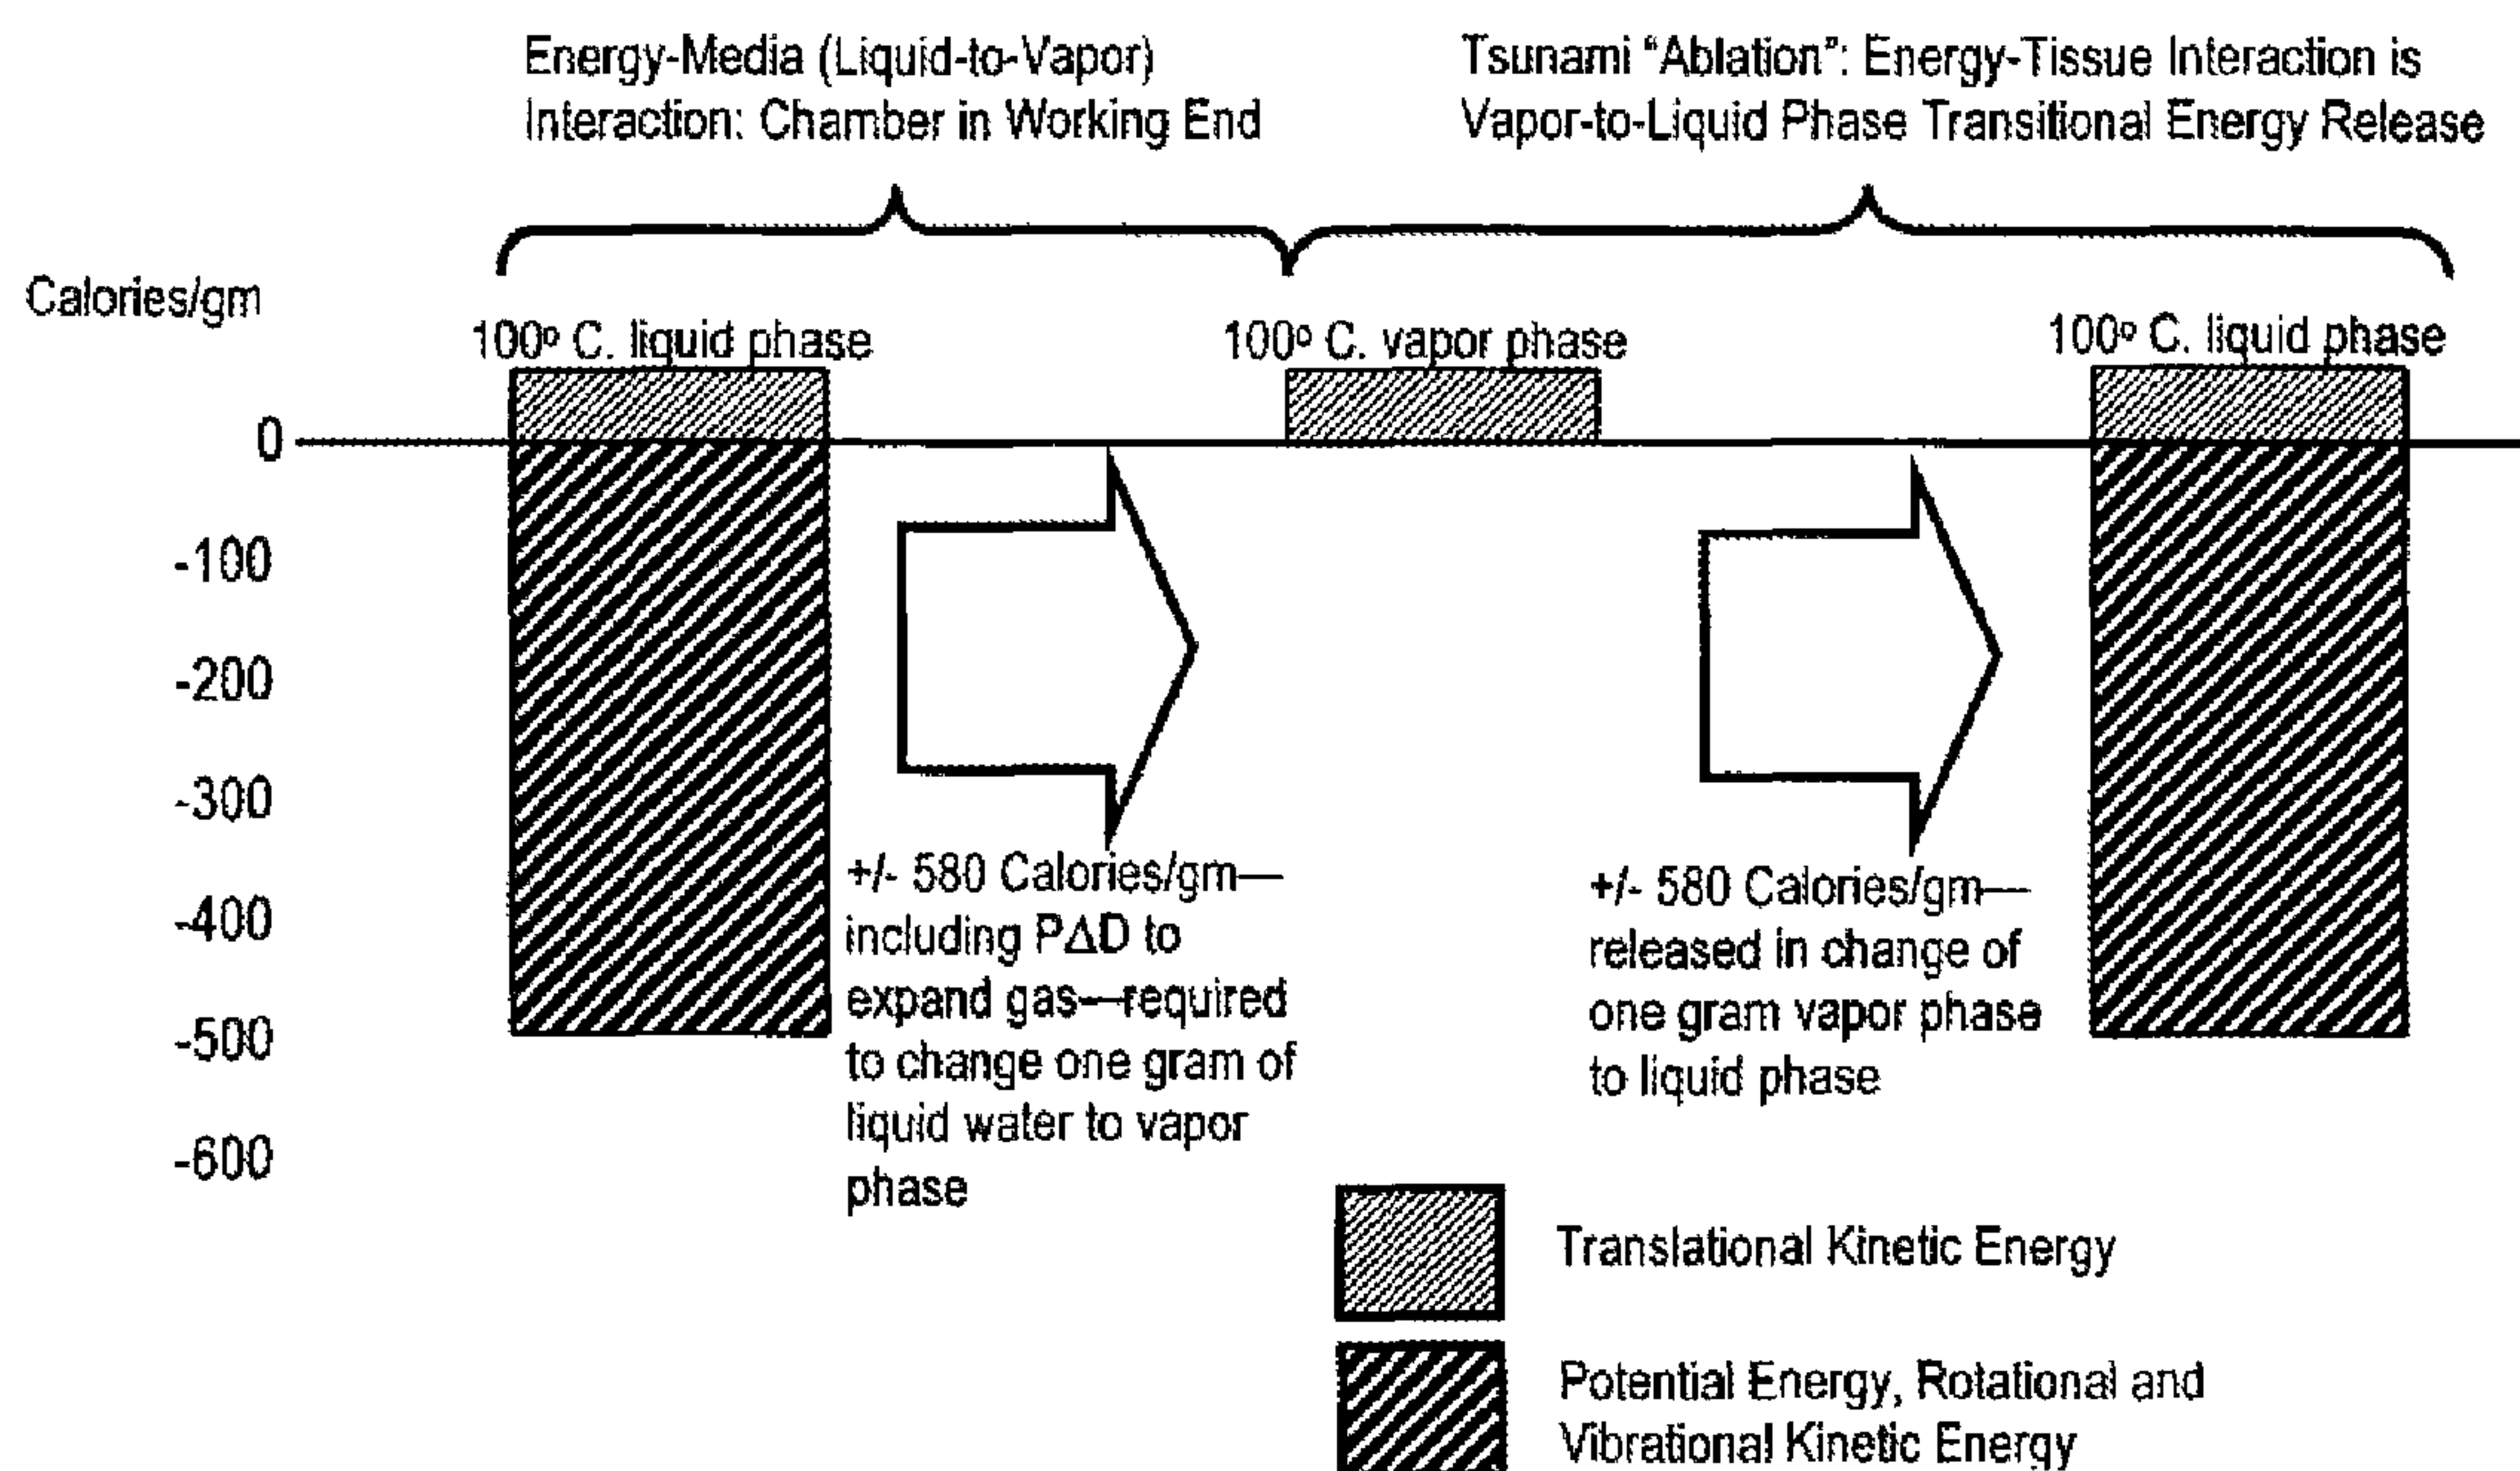 Energy-Media (Liquid-to-Vapor)
Interaction: Chamber in Working End
Tsunami “Ablation”: Energy-Tissue Interaction is
Vapor-to-Liquid Phase Transitional Energy Release
Calories/gm
100º C. liquid phase
100º C. vapor phase
100º C. liquid phase
0
-100
-200
-300
-400
-500
-600
+/- 580 Calories/gm—
including PΔD to
expand gas—required
to change one gram of
liquid water to vapor
phase
+/- 580 Calories/gm—
released in change of
one gram vapor phase
to liquid phase
Translational Kinetic Energy
Potential Energy, Rotational and
Vibrational Kinetic Energy